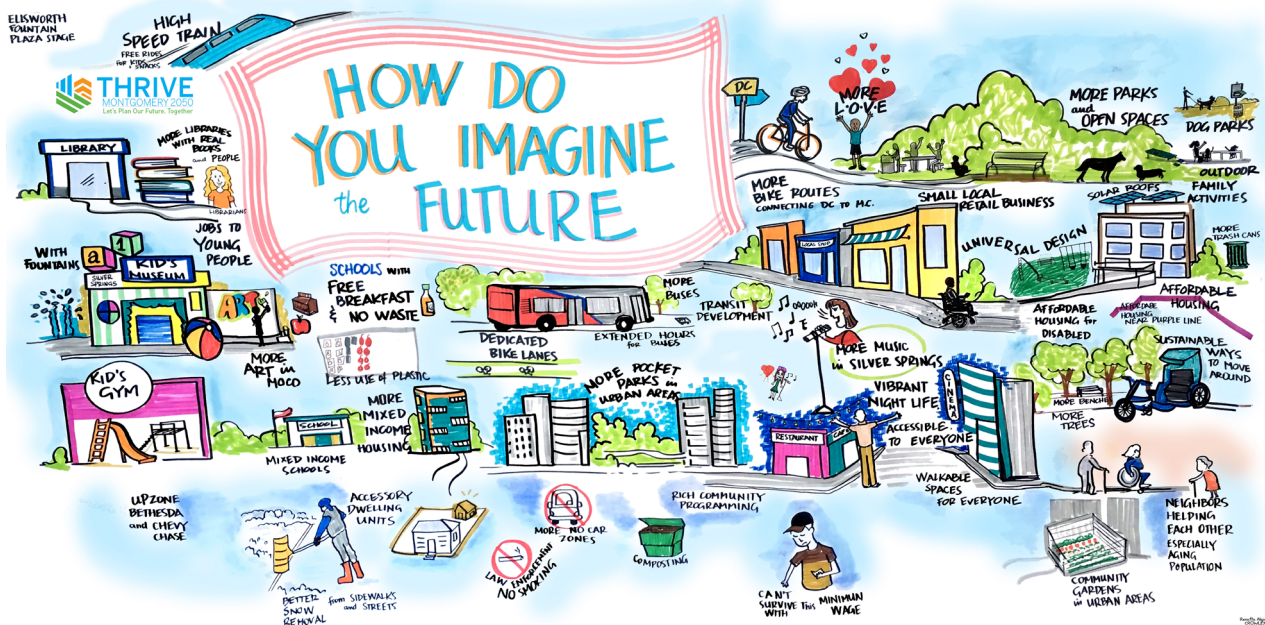 ELLSWORTH
FOUNTAIN
PLAZA STAGE
HIGH
SPEED TRAIN
FREE RIDES
FOR KIDS
SNACKS
THRIVE
MONTGOMERY 2050
Let's Plan Our Future. Together
HOW DO
YOU IMAGINE
the FUTURE
DC
MORE
L·O·V·E
MORE PARKS
and
OPEN SPACES
DOG PARKS
LIBRARY
MORE LIBRARIES
WITH REAL
BOOKS
and PEOPLE
LIBRARIANS
MORE
BIKE ROUTES
CONNECTING DC TO M.C.
SMALL LOCAL
RETAIL BUSINESS
SOLAR ROOFS
OUTDOOR
FAMILY
ACTIVITIES
JOBS TO
YOUNG
PEOPLE
WITH
FOUNTAINS
a
1
SILVER
SPRINGS
KID'S
MUSEUM
ART
MORE
ART in
MOCO
SCHOOLS WITH
FREE
BREAKFAST
& NO WASTE
LESS USE of PLASTIC
MORE
BUSES
DEDICATED
BIKE LANES
EXTENDED HOURS
for BUSES
TRANSIT
DEVELOPMENT
LOCAL SHOP
UNIVERSAL DESIGN
MORE
TRASH CANS
AFFORDABLE
HOUSING
AFFORDABLE
HOUSING for
DISABLED
AFFORDABLE
HOUSING
NEAR PURPLE LINE
OOOOH
MORE MUSIC
in SILVER SPRINGS
VIBRANT
NIGHT LIFE
ACCESSIBLE
TO EVERYONE
CINEMA
SUSTAINABLE
WAYS
TO MOVE
AROUND
MORE BENCHES
MORE
TREES
KID'S
GYM
SCHOOL
MIXED INCOME
SCHOOLS
MORE
MIXED
INCOME
HOUSING
MORE POCKET
PARKS in
URBAN AREAS
RESTAURANT
CAFE
WALKABLE
SPACES
FOR EVERYONE
UPZONE
BETHESDA
and CHEVY
CHASE
BETTER
SNOW
REMOVAL
from SIDEWALKS
and STREETS
ACCESSORY
DWELLING
UNITS
LAW ENFORCEMENT
NO SMOKING
MORE NO CAR
ZONES
COMPOSTING
RICH COMMUNITY
PROGRAMMING
CAN'T
SURVIVE THIS MINIMUN
WITH WAGE
COMMUNITY
GARDENS
in URBAN AREAS
NEIGHBORS
HELPING
EACH OTHER
ESPECIALLY
AGING
POPULATION